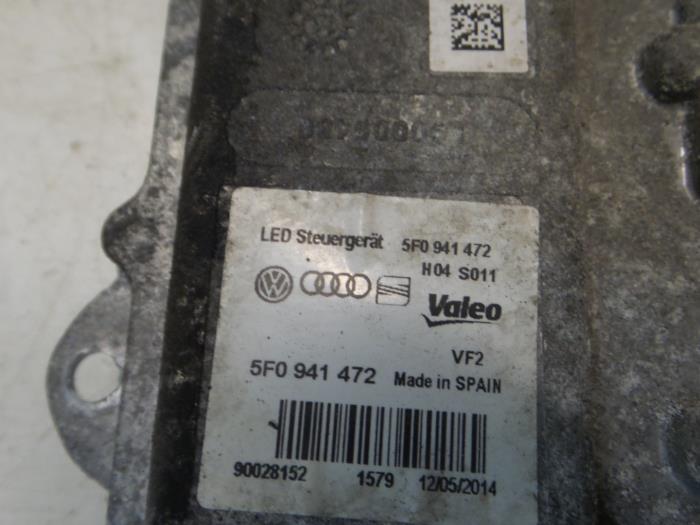 LED Steuergerät 5F0 941 472
H04 S011
Valeo
VF2
5F0 941 472 Made in SPAIN
90028152 1579 12/05/2014